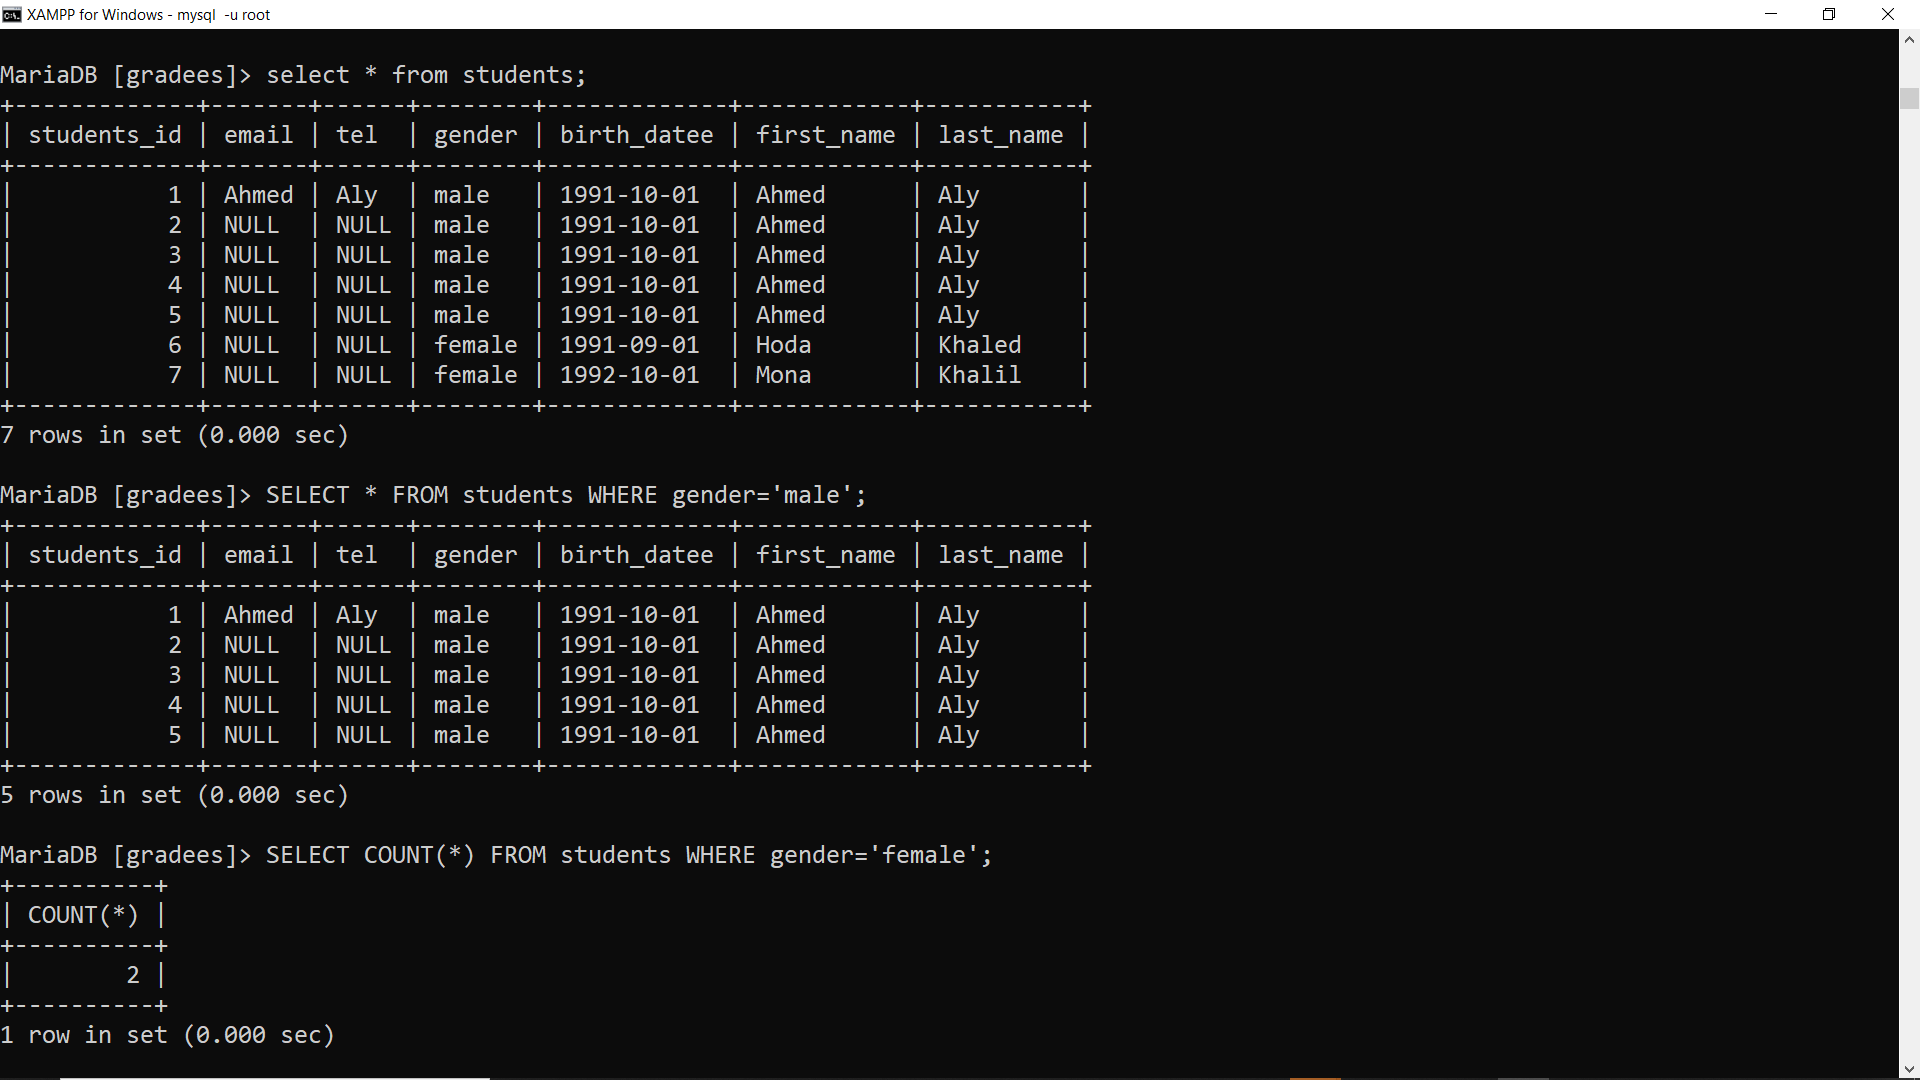 XAMPP for Windows - mysql  -u root
MariaDB [gradees]> select * from students;
+-------------+-------+------+--------+-------------+------------+-----------+
| students_id | email | tel  | gender | birth_datee | first_name | last_name |
+-------------+-------+------+--------+-------------+------------+-----------+
|           1 | Ahmed | Aly  | male   | 1991-10-01  | Ahmed      | Aly       |
|           2 | NULL  | NULL | male   | 1991-10-01  | Ahmed      | Aly       |
|           3 | NULL  | NULL | male   | 1991-10-01  | Ahmed      | Aly       |
|           4 | NULL  | NULL | male   | 1991-10-01  | Ahmed      | Aly       |
|           5 | NULL  | NULL | male   | 1991-10-01  | Ahmed      | Aly       |
|           6 | NULL  | NULL | female | 1991-09-01  | Hoda       | Khaled    |
|           7 | NULL  | NULL | female | 1992-10-01  | Mona       | Khalil    |
+-------------+-------+------+--------+-------------+------------+-----------+
7 rows in set (0.000 sec)
MariaDB [gradees]> SELECT * FROM students WHERE gender='male';
+-------------+-------+------+--------+-------------+------------+-----------+
| students_id | email | tel  | gender | birth_datee | first_name | last_name |
+-------------+-------+------+--------+-------------+------------+-----------+
|           1 | Ahmed | Aly  | male   | 1991-10-01  | Ahmed      | Aly       |
|           2 | NULL  | NULL | male   | 1991-10-01  | Ahmed      | Aly       |
|           3 | NULL  | NULL | male   | 1991-10-01  | Ahmed      | Aly       |
|           4 | NULL  | NULL | male   | 1991-10-01  | Ahmed      | Aly       |
|           5 | NULL  | NULL | male   | 1991-10-01  | Ahmed      | Aly       |
+-------------+-------+------+--------+-------------+------------+-----------+
5 rows in set (0.000 sec)
MariaDB [gradees]> SELECT COUNT(*) FROM students WHERE gender='female';
+----------+
| COUNT(*) |
+----------+
|        2 |
+----------+
1 row in set (0.000 sec)